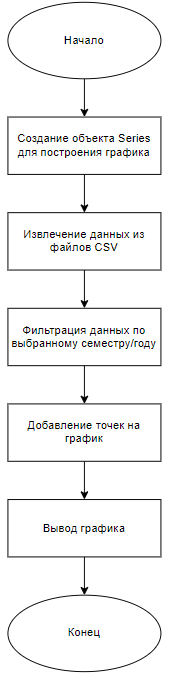 Начало
Создание объекта Series
для построения графика
Извлечение данных из
файлов CSV
Фильтрация данных по
выбранному семестру/году
Добавление точек на
график
Вывод графика
Конец